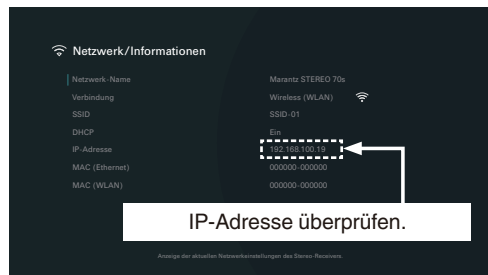 Netzwerk/Informationen
Netzwerk-Name Marantz STEREO 70s
Verbindung Wireless (WLAN)
SSID SSID-01
DHCP Ein
IP-Adresse 192.168.100.19
MAC (Ethernet) 000000-000000
MAC (WLAN) 000000-000000
IP-Adresse überprüfen.
Anzeige der aktuellen Netzwerkeinstellungen des Stereo-Receivers.